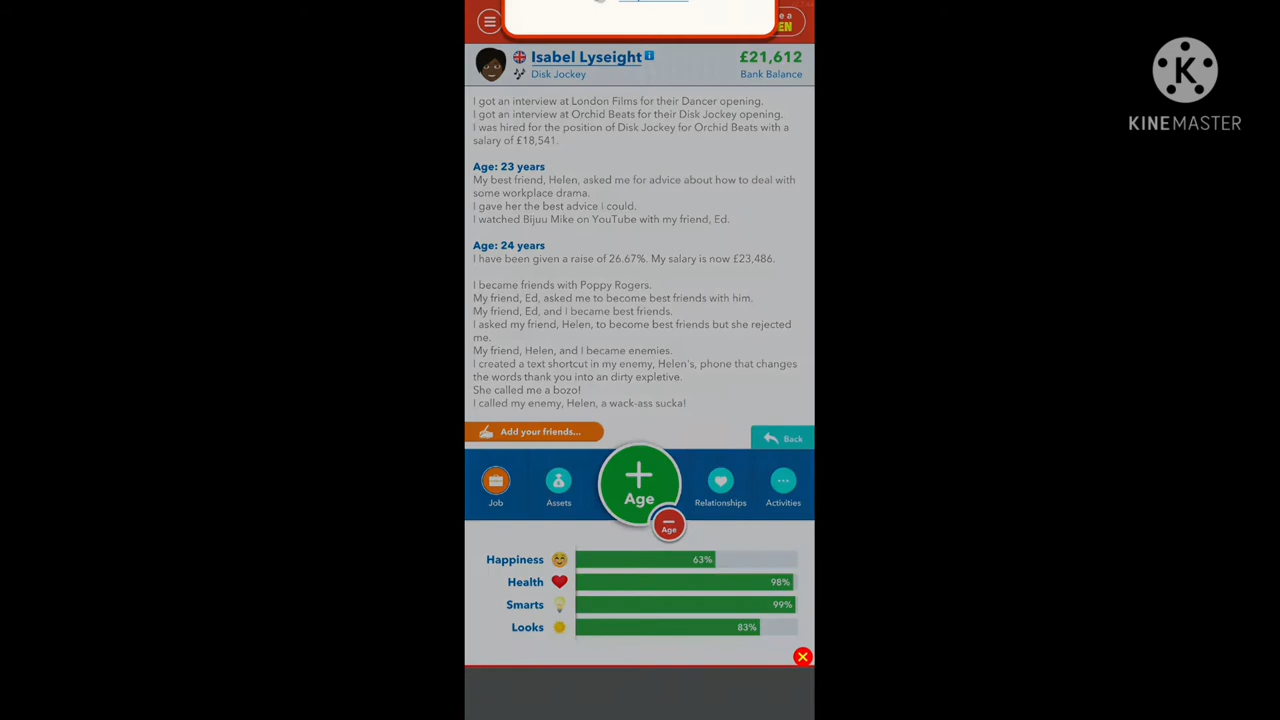 e a
EN
Isabel Lyseight
£21,612
Disk Jockey
Bank Balance
K
KINEMASTER
I got an interview at London Films for their Dancer opening.
I got an interview at Orchid Beats for their Disk Jockey opening.
I was hired for the position of Disk Jockey for Orchid Beats with a
salary of £18,541.
Age: 23 years
My best friend, Helen, asked me for advice about how to deal with
some workplace drama.
I gave her the best advice I could.
I watched Bijuu Mike on YouTube with my friend, Ed.
Age: 24 years
I have been given a raise of 26.67%. My salary is now £23,486.
I became friends with Poppy Rogers.
My friend, Ed, asked me to become best friends with him.
My friend, Ed, and I became best friends.
I asked my friend, Helen, to become best friends but she rejected
me.
My friend, Helen, and I became enemies.
I created a text shortcut in my enemy, Helen's, phone that changes
the words thank you into an dirty expletive.
She called me a bozo!
I called my enemy, Helen, a wack-ass sucka!
Add your friends...
Back
Job
Assets
Age
Relationships
Activities
Age
Happiness 63%
Health 98%
Smarts 99%
Looks 83%